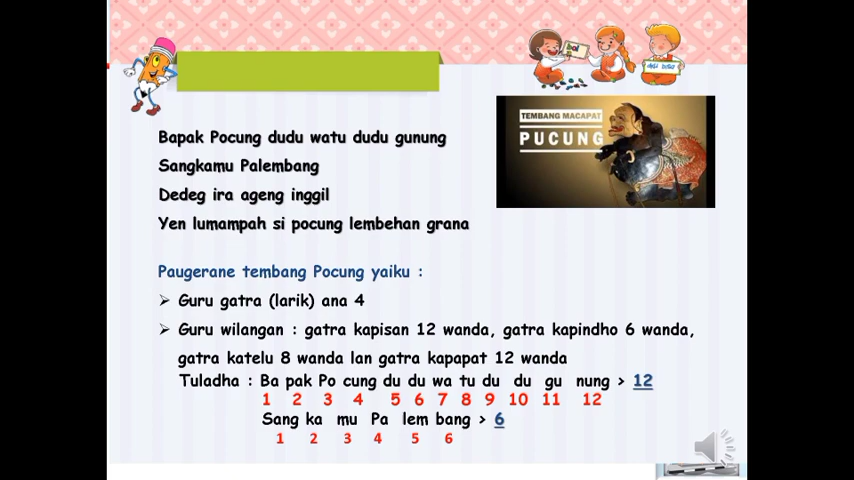 TEMBANG MACAPAT
PUCUNG
Bapak Pocung dudu watu dudu gunung
Sangkamu Palembang
Dedeg ira ageng inggil
Yen lumampah si pocung lembehan grana
Paugerane tembang Pocung yaiku :
➢ Guru gatra (larik) ana 4
➢ Guru wilangan : gatra kapisan 12 wanda, gatra kapindho 6 wanda,
gatra katelu 8 wanda lan gatra kapapat 12 wanda
Tuladha : Ba pak Po cung du du wa tu du du gu nung > 12
1 2 3 4 5 6 7 8 9 10 11 12
Sang ka mu Pa lem bang > 6
1 2 3 4 5 6